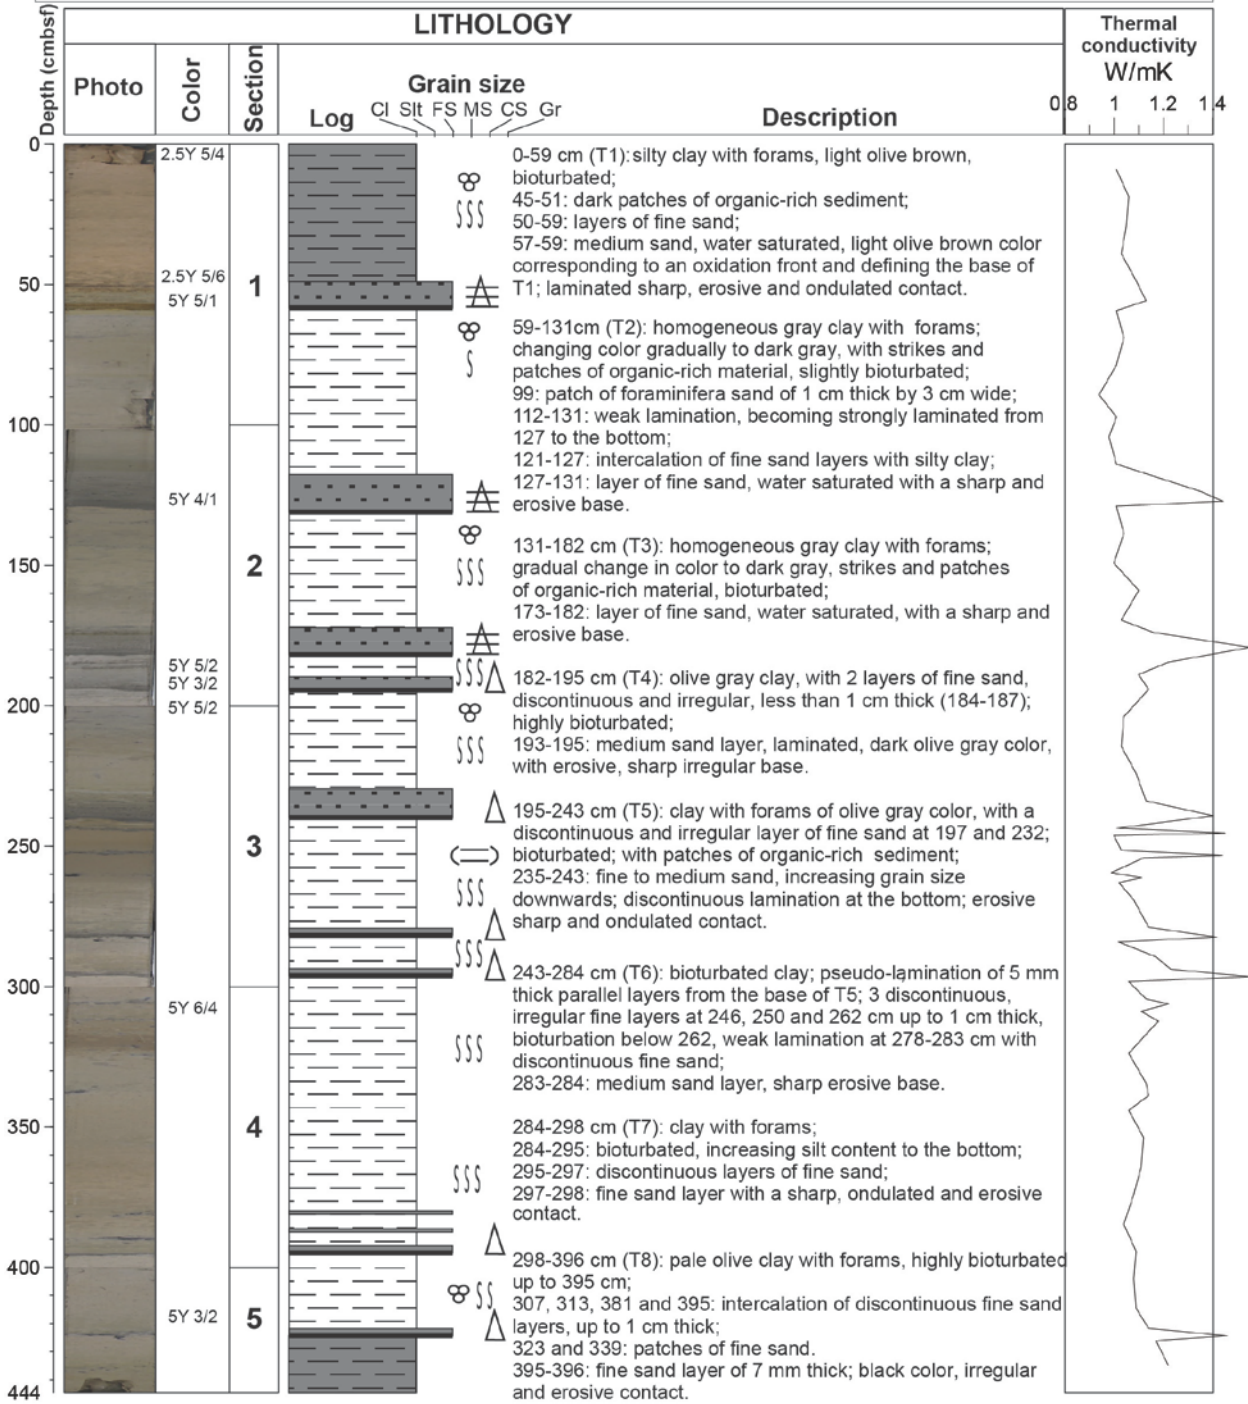 LITHOLOGY
Thermal
conductivity
W/mK
0.8 1 1.2 1.4
Depth (cmbsf)
Photo
Color
Section
Log
Grain size
Cl Slt FS MS CS Gr
Description
0
50
100
150
200
250
300
350
400
444
2.5Y 5/4
2.5Y 5/6
5Y 5/1
5Y 4/1
5Y 5/2
5Y 3/2
5Y 5/2
5Y 6/4
5Y 3/2
1
2
3
4
5
0-59 cm (T1): silty clay with forams, light olive brown,
bioturbated;
45-51: dark patches of organic-rich sediment;
50-59: layers of fine sand;
57-59: medium sand, water saturated, light olive brown color
corresponding to an oxidation front and defining the base of
T1; laminated sharp, erosive and ondulated contact.
59-131cm (T2): homogeneous gray clay with forams;
changing color gradually to dark gray, with strikes and
patches of organic-rich material, slightly bioturbated;
99: patch of foraminifera sand of 1 cm thick by 3 cm wide;
112-131: weak lamination, becoming strongly laminated from
127 to the bottom;
121-127: intercalation of fine sand layers with silty clay;
127-131: layer of fine sand, water saturated with a sharp and
erosive base.
131-182 cm (T3): homogeneous gray clay with forams;
gradual change in color to dark gray, strikes and patches
of organic-rich material, bioturbated;
173-182: layer of fine sand, water saturated, with a sharp and
erosive base.
182-195 cm (T4): olive gray clay, with 2 layers of fine sand,
discontinuous and irregular, less than 1 cm thick (184-187);
highly bioturbated;
193-195: medium sand layer, laminated, dark olive gray color,
with erosive, sharp irregular base.
195-243 cm (T5): clay with forams of olive gray color, with a
discontinuous and irregular layer of fine sand at 197 and 232;
bioturbated; with patches of organic-rich sediment;
235-243: fine to medium sand, increasing grain size
downwards; discontinuous lamination at the bottom; erosive
sharp and ondulated contact.
243-284 cm (T6): bioturbated clay; pseudo-lamination of 5 mm
thick parallel layers from the base of T5; 3 discontinuous,
irregular fine layers at 246, 250 and 262 cm up to 1 cm thick,
bioturbation below 262, weak lamination at 278-283 cm with
discontinuous fine sand;
283-284: medium sand layer, sharp erosive base.
284-298 cm (T7): clay with forams;
284-295: bioturbated, increasing silt content to the bottom;
295-297: discontinuous layers of fine sand;
297-298: fine sand layer with a sharp, ondulated and erosive
contact.
298-396 cm (T8): pale olive clay with forams, highly bioturbated
up to 395 cm;
307, 313, 381 and 395: intercalation of discontinuous fine sand
layers, up to 1 cm thick;
323 and 339: patches of fine sand.
395-396: fine sand layer of 7 mm thick; black color, irregular
and erosive contact.